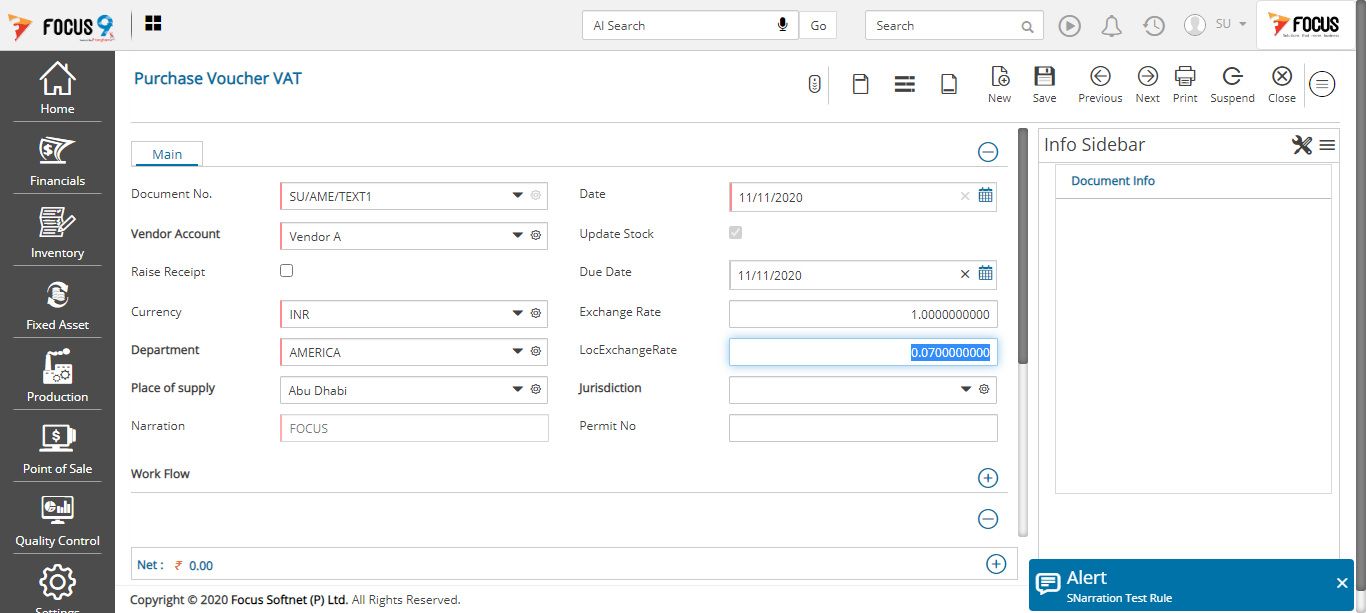 FOCUS 9
AI Search
Go
Search
SU
FOCUS
Home
Financials
Inventory
Fixed Asset
Production
Point of Sale
Quality Control
Settings
Purchase Voucher VAT
New
Save
Previous
Next
Print
Suspend
Close
Main
Document No.
SU/AME/TEXT1
Date
11/11/2020
Vendor Account
Vendor A
Update Stock
Raise Receipt
Due Date
11/11/2020
Currency
INR
Exchange Rate
1.0000000000
Department
AMERICA
LocExchangeRate
0.0700000000
Place of supply
Abu Dhabi
Jurisdiction
Narration
FOCUS
Permit No
Work Flow
Net : ₹ 0.00
Info Sidebar
Document Info
Alert
SNarration Test Rule
Copyright © 2020 Focus Softnet (P) Ltd. All Rights Reserved.